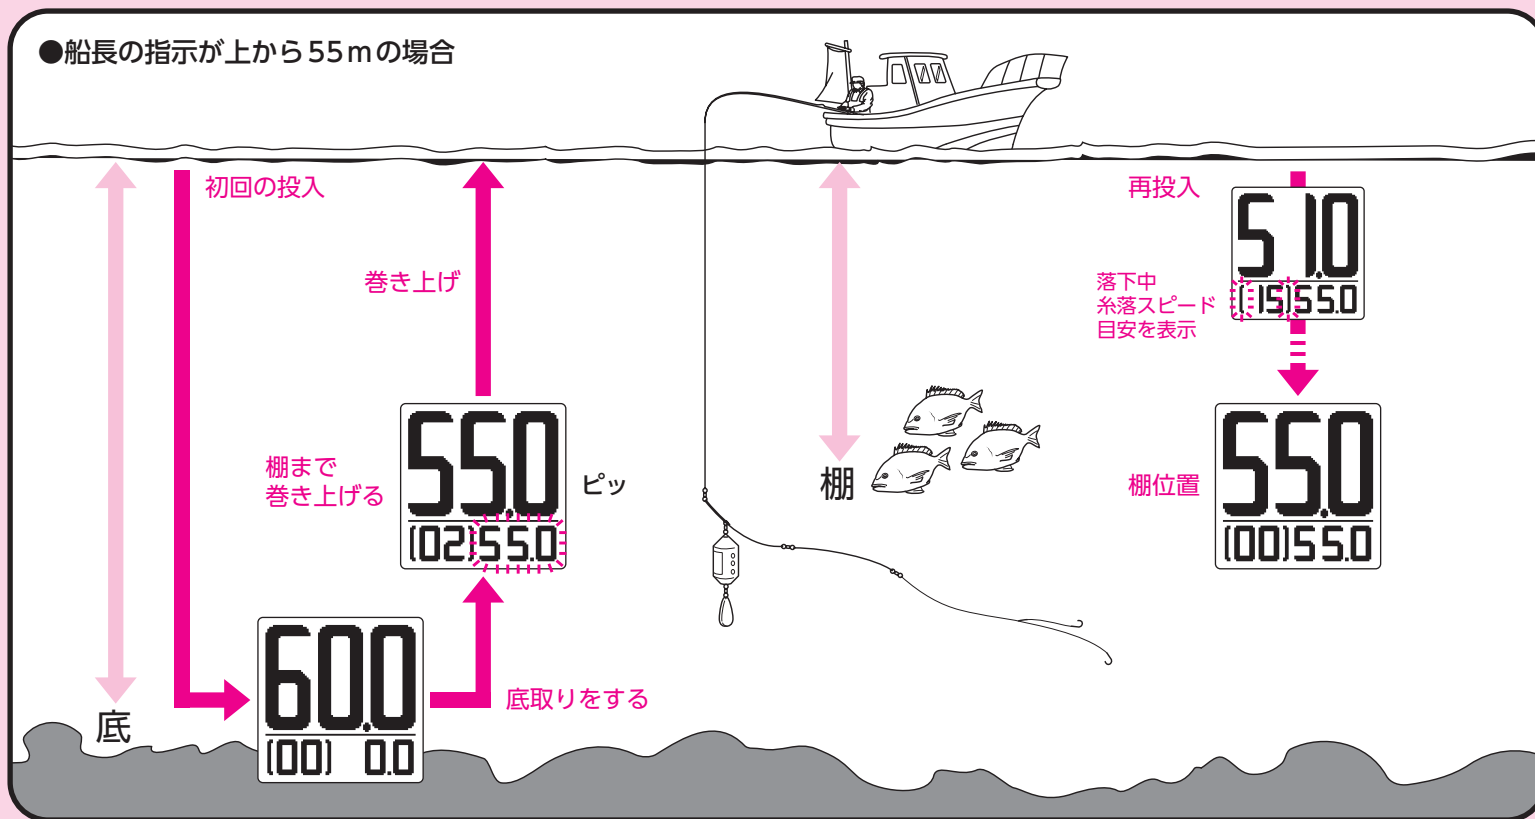 ●船長の指示が上から55mの場合
初回の投入
巻き上げ
棚まで
巻き上げる
55.0
(02)55.0
ピッ
60.0
(00) 0.0
底取りをする
底
棚
再投入
51.0
(15)55.0
落下中
糸落スピード
目安を表示
棚位置
55.0
(00)55.0